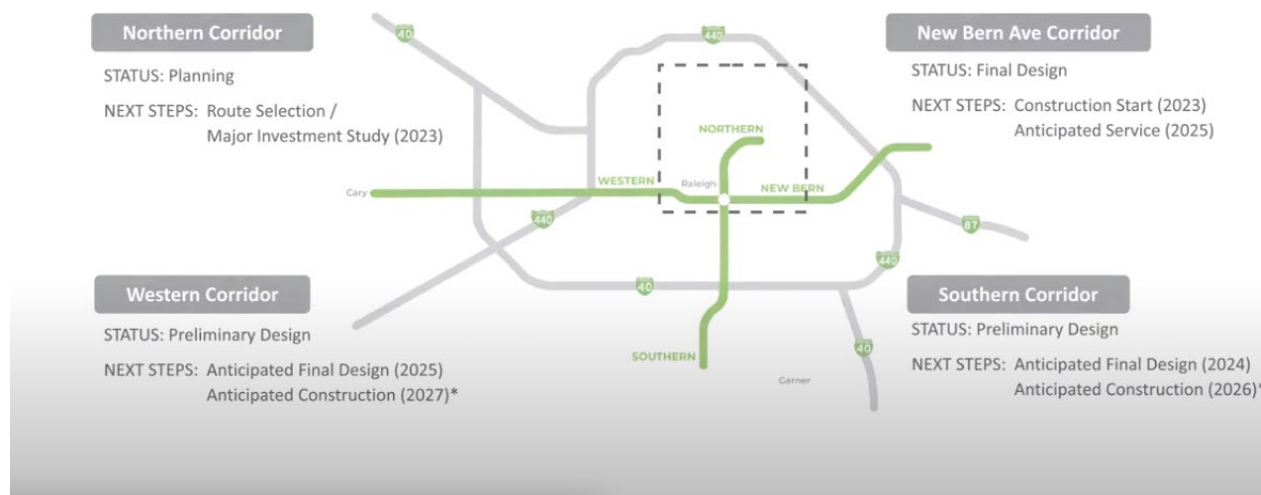 Northern Corridor
STATUS: Planning
NEXT STEPS: Route Selection /
Major Investment Study (2023)
New Bern Ave Corridor
STATUS: Final Design
NEXT STEPS: Construction Start (2023)
Anticipated Service (2025)
40
440
NORTHERN
WESTERN
Raleigh
NEW BERN
Cary
440
87
440
40
SOUTHERN
40
Garner
Western Corridor
STATUS: Preliminary Design
NEXT STEPS: Anticipated Final Design (2025)
Anticipated Construction (2027)*
Southern Corridor
STATUS: Preliminary Design
NEXT STEPS: Anticipated Final Design (2024)
Anticipated Construction (2026)*